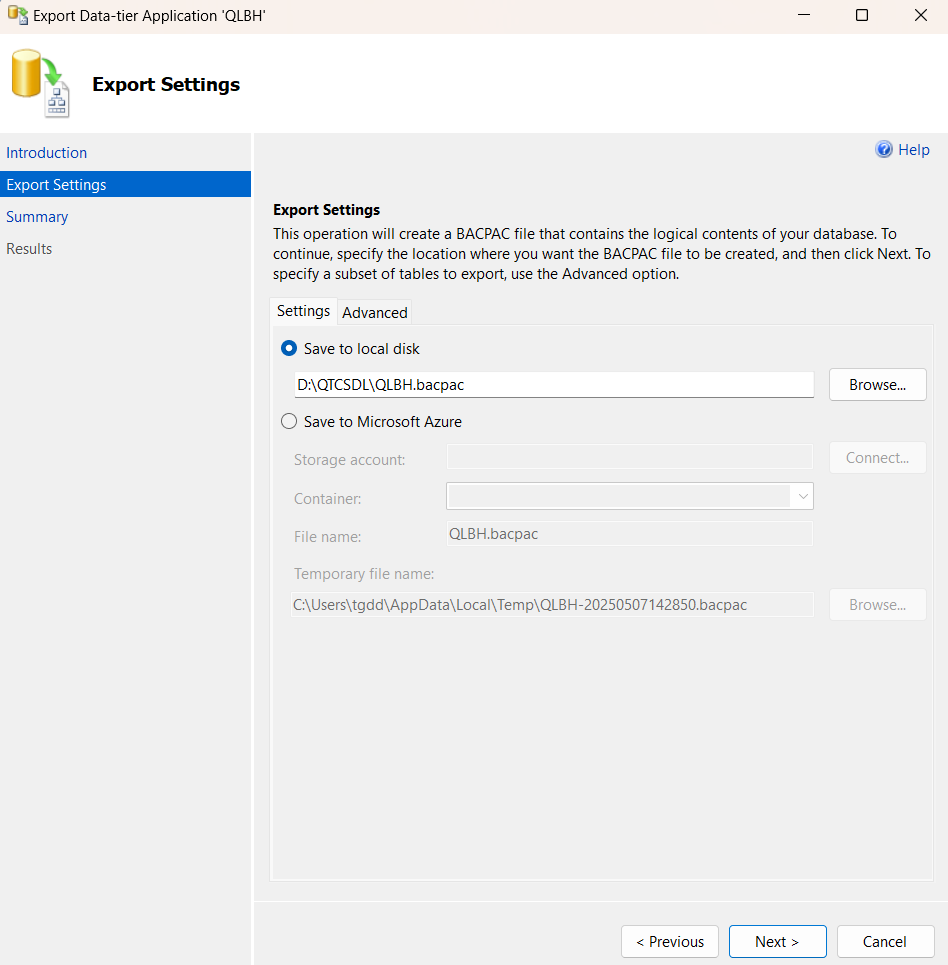 Export Data-tier Application 'QLBH'
Export Settings
Introduction
Export Settings
Summary
Results
Help
Export Settings
This operation will create a BACPAC file that contains the logical contents of your database. To
continue, specify the location where you want the BACPAC file to be created, and then click Next. To
specify a subset of tables to export, use the Advanced option.
Settings
Advanced
Save to local disk
D:\QTCSDL\QLBH.bacpac
Browse...
Save to Microsoft Azure
Storage account:
Connect...
Container:
File name:
QLBH.bacpac
Temporary file name:
C:\Users\tgdd\AppData\Local\Temp\QLBH-20250507142850.bacpac
Browse...
< Previous
Next >
Cancel